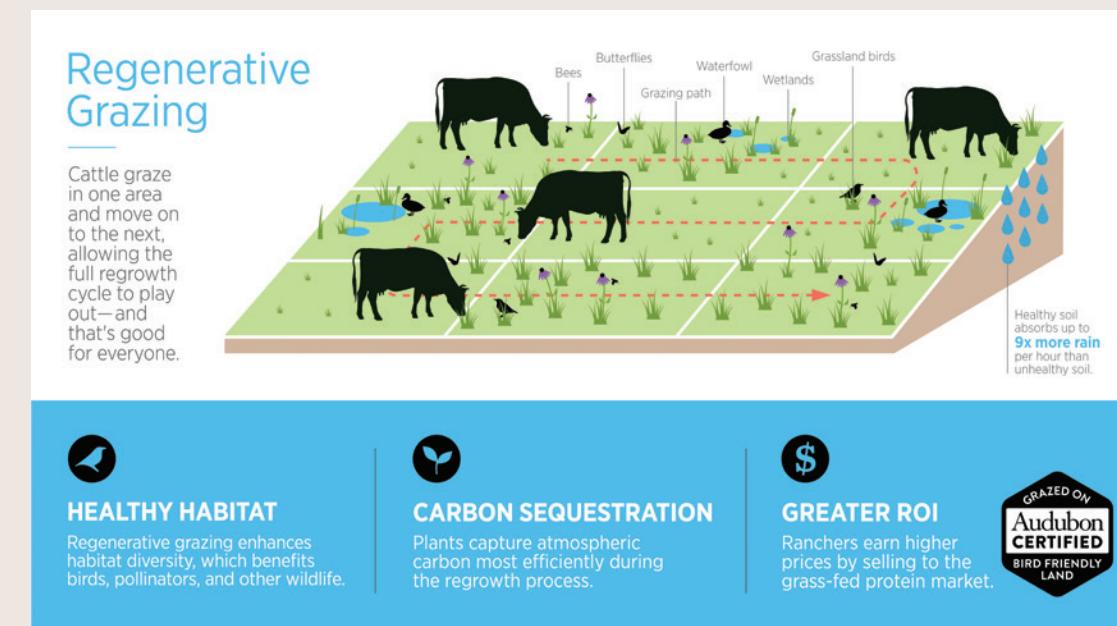 Regenerative
Grazing
Cattle graze
in one area
and move on
to the next,
allowing the
full regrowth
cycle to play
out—and
that's good
for everyone.
Bees
Butterflies
Grazing path
Waterfowl
Wetlands
Grassland birds
Healthy soil
absorbs up to
9x more rain
per hour than
unhealthy soil.
HEALTHY HABITAT
Regenerative grazing enhances
habitat diversity, which benefits
birds, pollinators, and other wildlife.
CARBON SEQUESTRATION
Plants capture atmospheric
carbon most efficiently during
the regrowth process.
$
GREATER ROI
Ranchers earn higher
prices by selling to the
grass-fed protein market.
GRAZED ON
Audubon
CERTIFIED
BIRD FRIENDLY
LAND